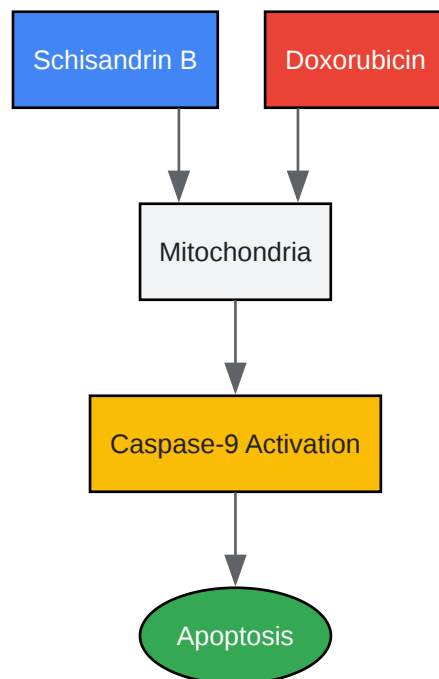 Schisandrin B
Doxorubicin
Mitochondria
Caspase-9 Activation
Apoptosis